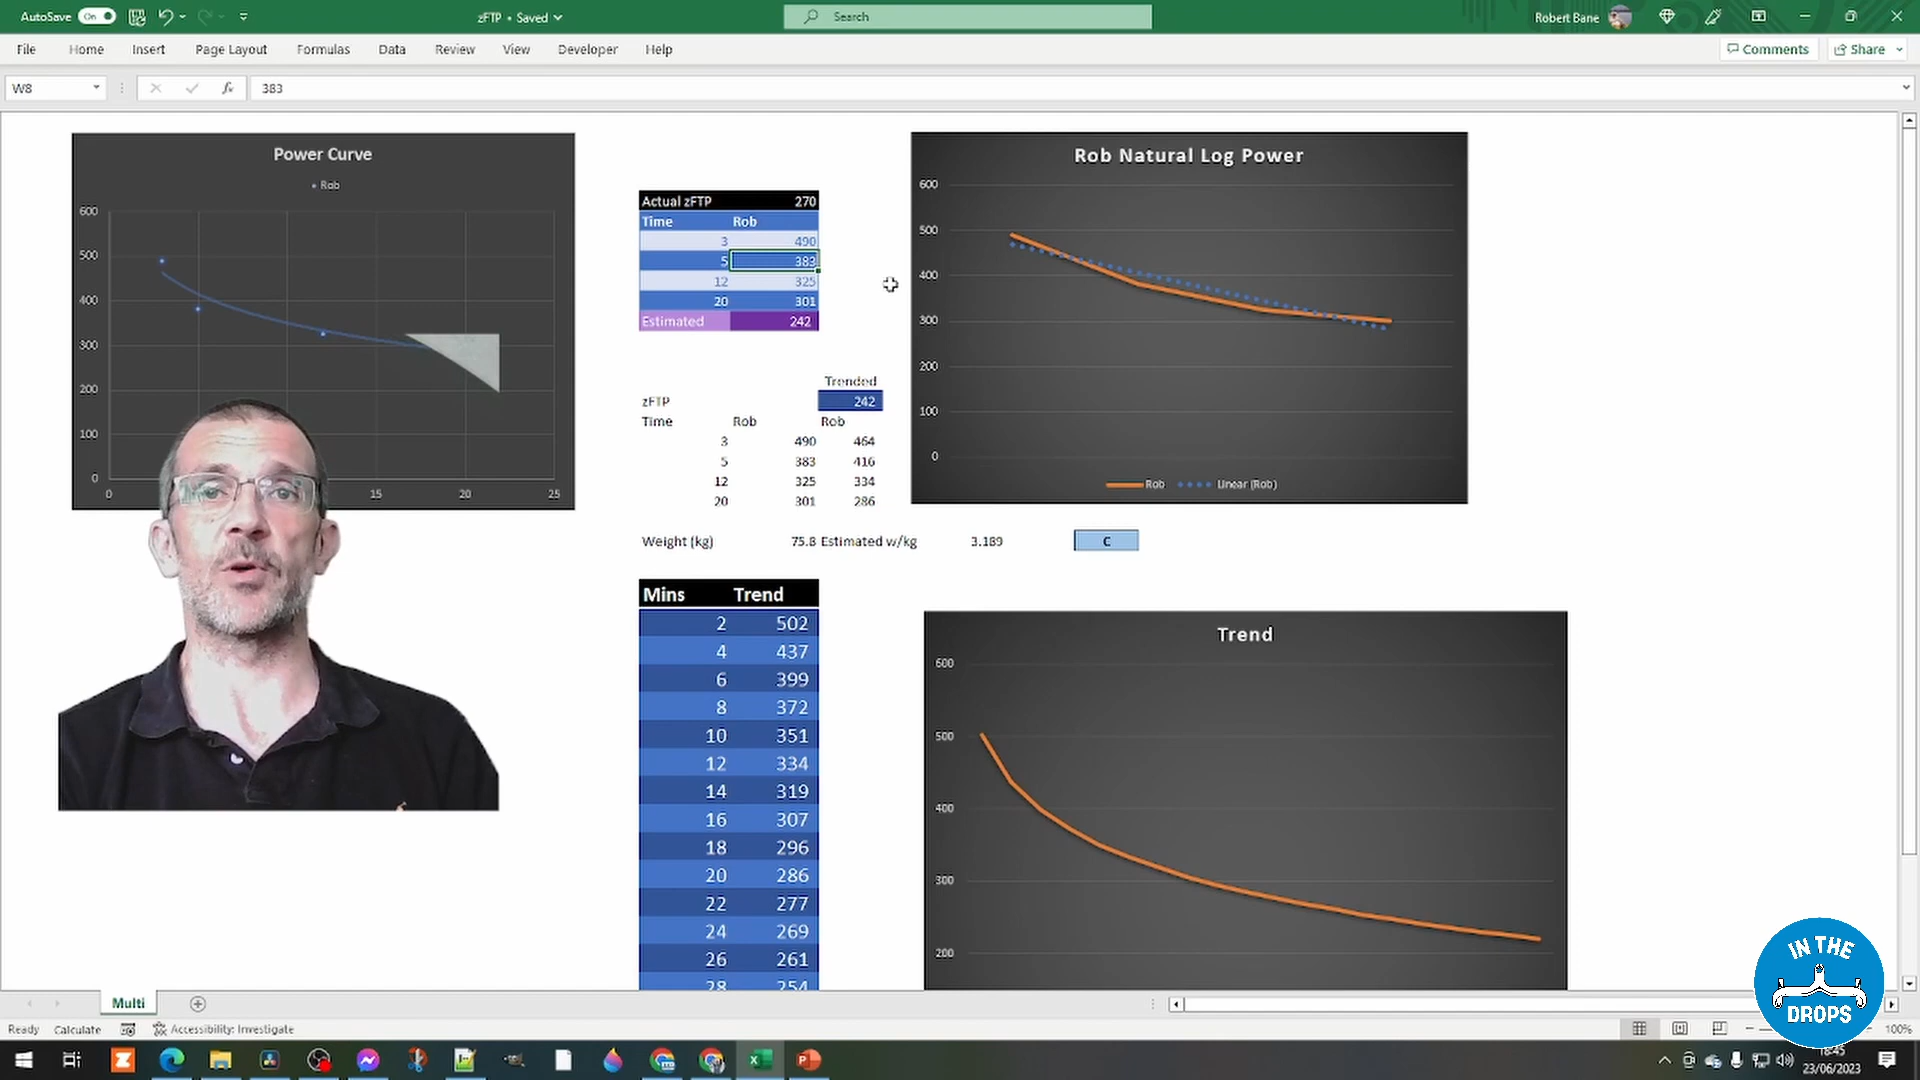 AutoSave On zFTP • Saved Search Robert Bane
File Home Insert Page Layout Formulas Data Review View Developer Help Comments Share
W8 fx 383
Power Curve
Rob
600
500
400
300
200
100
0
0 15 20 25
Actual zFTP 270
Time Rob
3 490
5 383
12 325
20 301
Estimated 242
Trended
zFTP 242
Time Rob Rob
3 490 464
5 383 416
12 325 334
20 301 286
Rob Natural Log Power
600
500
400
300
200
100
0
Rob Linear (Rob)
Weight (kg) 75.8 Estimated w/kg 3.189 C
Mins Trend
2 502
4 437
6 399
8 372
10 351
12 334
14 319
16 307
18 296
20 286
22 277
24 269
26 261
28 254
Trend
600
500
400
300
200
IN THE
DROPS
Multi
Ready Calculate Accessibility: Investigate 100%
18:45
23/06/2023